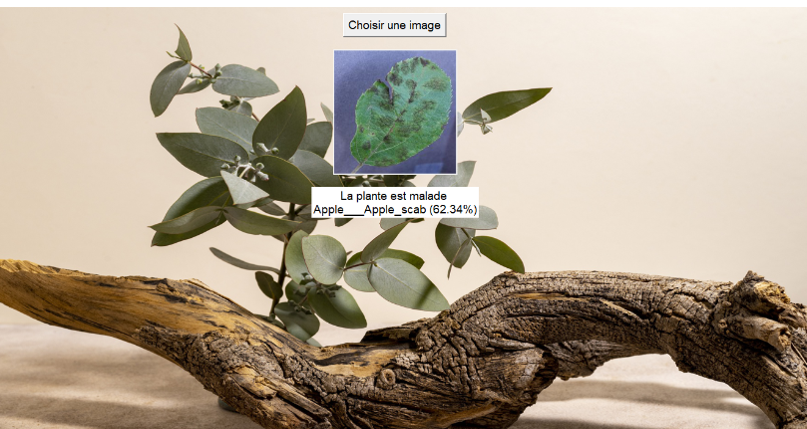 Choisir une image
La plante est malade
Apple___Apple_scab (62.34%)